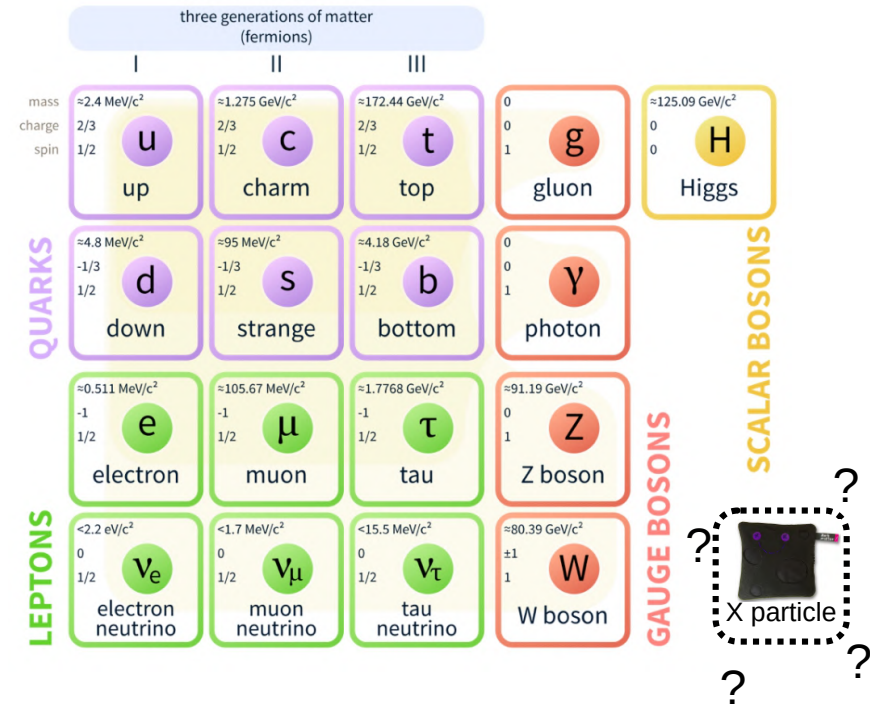 three generations of matter
(fermions)
I II III
mass
charge
spin
≈2.4 MeV/c²
2/3
1/2
u
up
≈1.275 GeV/c²
2/3
1/2
c
charm
≈172.44 GeV/c²
2/3
1/2
t
top
0
0
1
g
gluon
≈125.09 GeV/c²
0
0
H
Higgs
QUARKS
≈4.8 MeV/c²
-1/3
1/2
d
down
≈95 MeV/c²
-1/3
1/2
s
strange
≈4.18 GeV/c²
-1/3
1/2
b
bottom
0
0
1
γ
photon
SCALAR BOSONS
LEPTONS
≈0.511 MeV/c²
-1
1/2
e
electron
≈105.67 MeV/c²
-1
1/2
μ
muon
≈1.7768 GeV/c²
-1
1/2
τ
tau
≈91.19 GeV/c²
0
1
Z
Z boson
GAUGE BOSONS
<2.2 eV/c²
0
1/2
νe
electron
neutrino
<1.7 MeV/c²
0
1/2
νμ
muon
neutrino
<15.5 MeV/c²
0
1/2
ντ
tau
neutrino
≈80.39 GeV/c²
±1
1
W
W boson
?
?
X particle
?
?